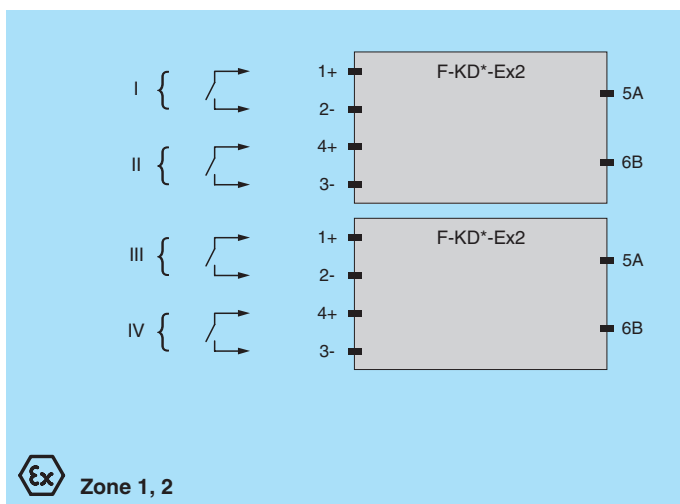 F-KD*-Ex2
I { 1+
2-
5A
II { 4+
3-
6B
F-KD*-Ex2
III { 1+
2-
5A
IV { 4+
3-
6B
Ex Zone 1, 2